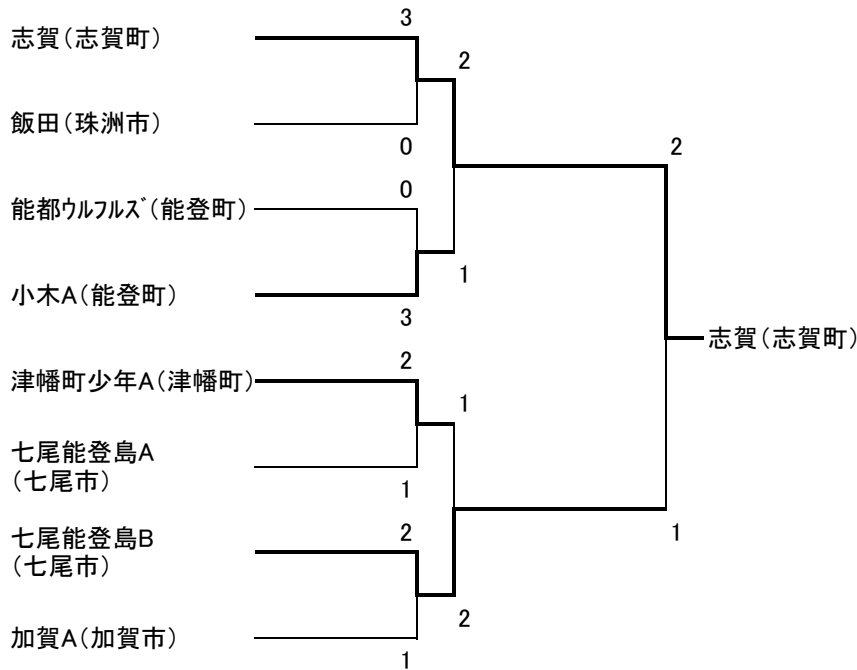 3
志賀(志賀町)
2
飯田(珠洲市)
0
2
0
能都ウルフルズ(能登町)
1
小木A(能登町)
3
志賀(志賀町)
2
津幡町少年A(津幡町)
1
七尾能登島A
(七尾市)
1
2
七尾能登島B
(七尾市)
1
2
加賀A(加賀市)
1